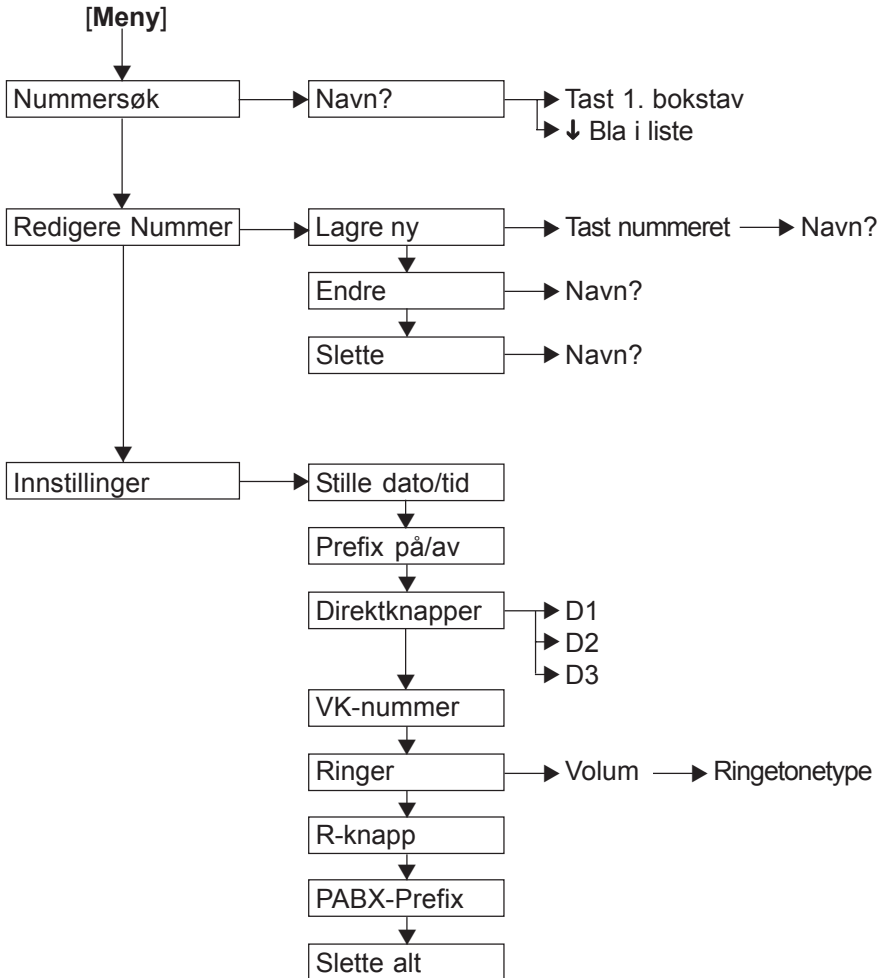 [Meny]
Nummersøk Navn? Tast 1. bokstav
↓ Bla i liste
Redigere Nummer Lagre ny Tast nummeret Navn?
Endre Navn?
Slette Navn?
Innstillinger Stille dato/tid
Prefix på/av
Direktknapper D1
D2
D3
VK-nummer
Ringer Volum Ringetonetype
R-knapp
PABX-Prefix
Slette alt